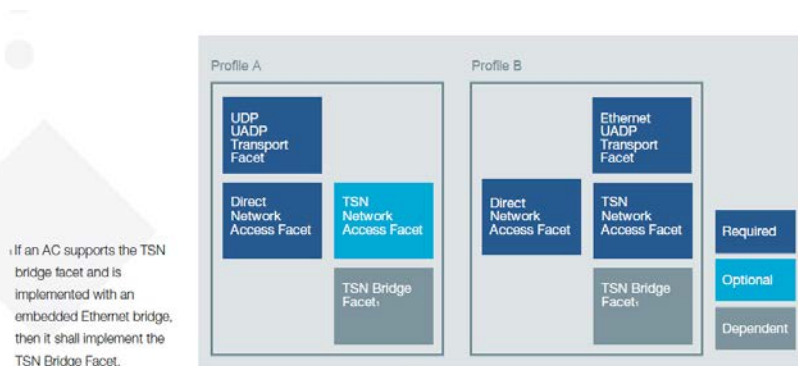 Profile A
UDP
UADP
Transport
Facet
Direct
Network
Access Facet
TSN
Network
Access Facet
TSN Bridge
Facet₁
Profile B
Ethernet
UADP
Transport
Facet
Direct
Network
Access Facet
TSN
Network
Access Facet
TSN Bridge
Facet₁
Required
Optional
Dependent
₁ If an AC supports the TSN
bridge facet and is
implemented with an
embedded Ethernet bridge,
then it shall implement the
TSN Bridge Facet.